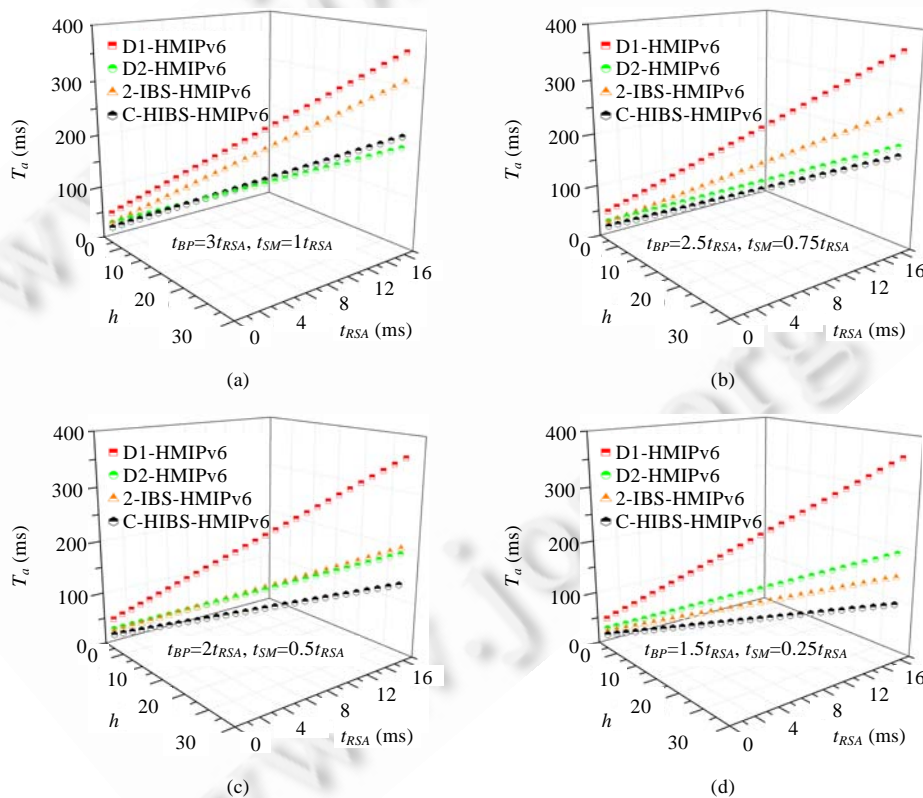 400
300
200
100
0
T_a (ms)
D1-HMIPv6
D2-HMIPv6
2-IBS-HMIPv6
C-HIBS-HMIPv6
t_BP=3t_RSA, t_SM=1t_RSA
10
20
30
h
0
4
8
12
16
t_RSA (ms)
(a)
400
300
200
100
0
T_a (ms)
D1-HMIPv6
D2-HMIPv6
2-IBS-HMIPv6
C-HIBS-HMIPv6
t_BP=2.5t_RSA, t_SM=0.75t_RSA
10
20
30
h
0
4
8
12
16
t_RSA (ms)
(b)
400
300
200
100
0
T_a (ms)
D1-HMIPv6
D2-HMIPv6
2-IBS-HMIPv6
C-HIBS-HMIPv6
t_BP=2t_RSA, t_SM=0.5t_RSA
10
20
30
h
0
4
8
12
16
t_RSA (ms)
(c)
400
300
200
100
0
T_a (ms)
D1-HMIPv6
D2-HMIPv6
2-IBS-HMIPv6
C-HIBS-HMIPv6
t_BP=1.5t_RSA, t_SM=0.25t_RSA
10
20
30
h
0
4
8
12
16
t_RSA (ms)
(d)